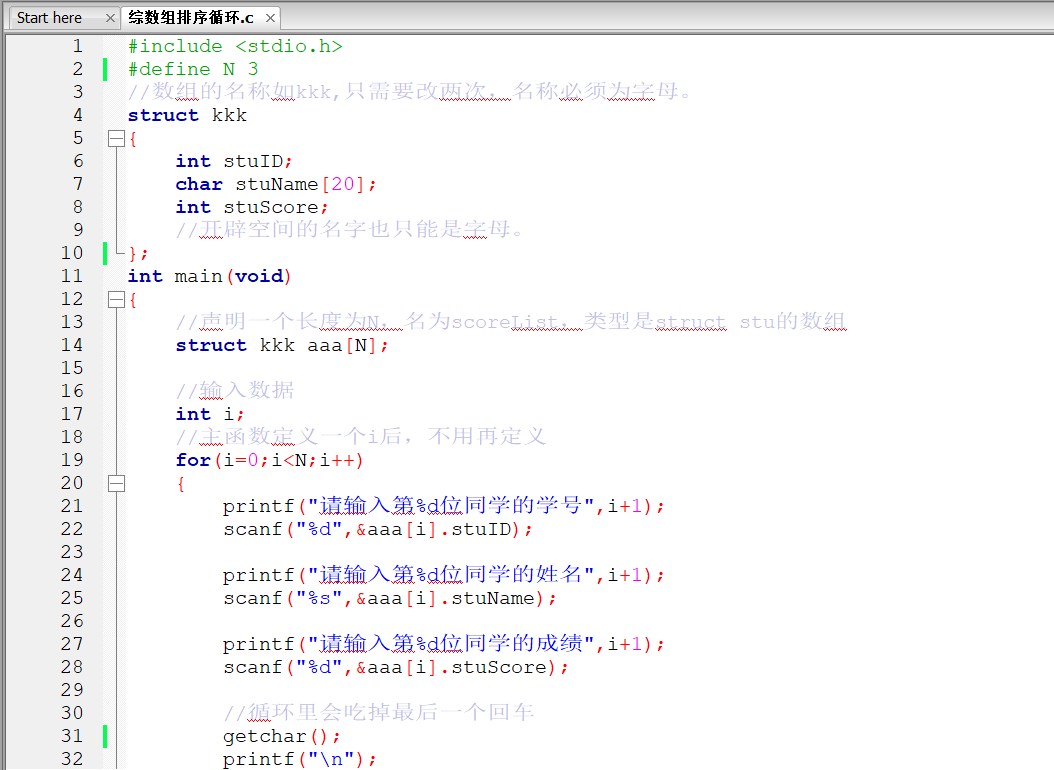 Start here × 综数组排序循环.c ×
1 #include <stdio.h>
2 #define N 3
3 //数组的名称如kkk,只需要改两次，名称必须为字母。
4 struct kkk
5 {
6 int stuID;
7 char stuName[20];
8 int stuScore;
9 //开辟空间的名字也只能是字母。
10 };
11 int main(void)
12 {
13 //声明一个长度为N，名为scoreList，类型是struct stu的数组
14 struct kkk aaa[N];
15
16 //输入数据
17 int i;
18 //主函数定义一个i后，不用再定义
19 for(i=0;i<N;i++)
20 {
21 printf("请输入第%d位同学的学号",i+1);
22 scanf("%d",&aaa[i].stuID);
23
24 printf("请输入第%d位同学的姓名",i+1);
25 scanf("%s",&aaa[i].stuName);
26
27 printf("请输入第%d位同学的成绩",i+1);
28 scanf("%d",&aaa[i].stuScore);
29
30 //循环里会吃掉最后一个回车
31 getchar();
32 printf("\n");